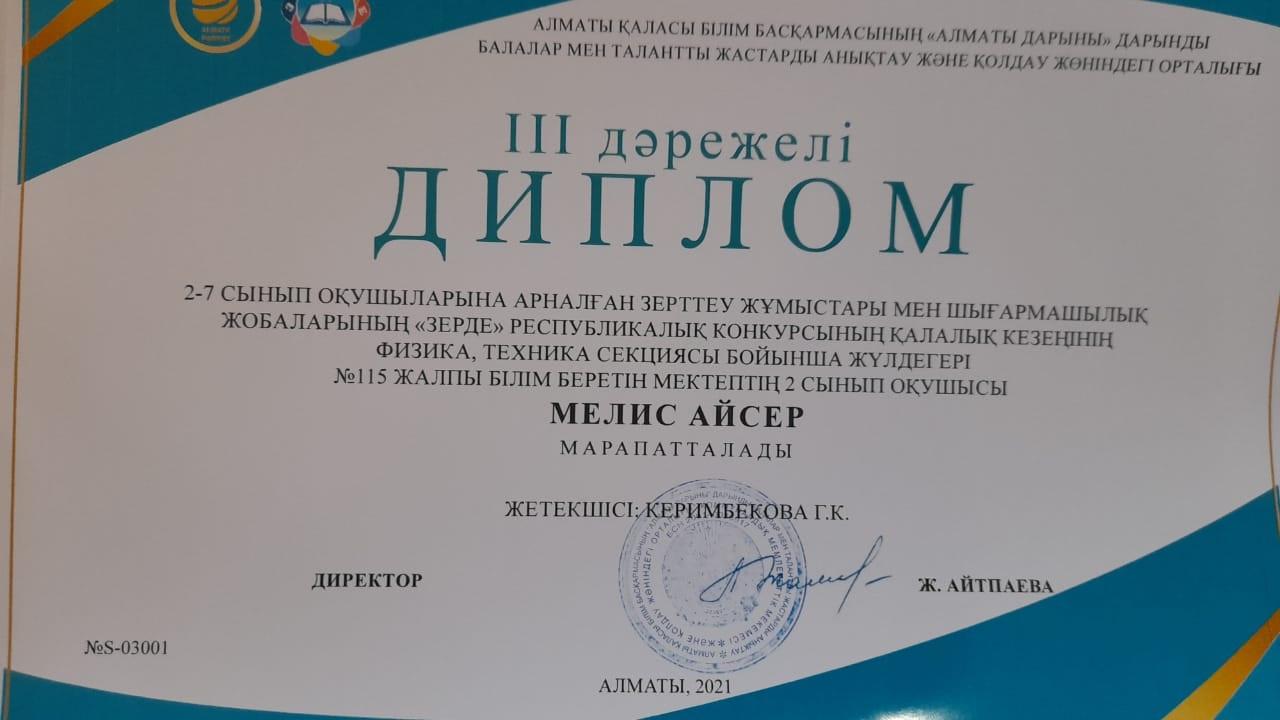 АЛМАТЫ ҚАЛАСЫ БІЛІМ БАСҚАРМАСЫНЫҢ «АЛМАТЫ ДАРЫНЫ» ДАРЫНДЫ
БАЛАЛАР МЕН ТАЛАНТТЫ ЖАСТАРДЫ АНЫҚТАУ ЖӘНЕ ҚОЛДАУ ЖӨНІНДЕГІ ОРТАЛЫҒЫ
III дәрежелі
ДИПЛОМ
2-7 СЫНЫП ОҚУШЫЛАРЫНА АРНАЛҒАН ЗЕРТТЕУ ЖҰМЫСТАРЫ МЕН ШЫҒАРМАШЫЛЫҚ
ЖОБАЛАРЫНЫҢ «ЗЕРДЕ» РЕСПУБЛИКАЛЫҚ КОНКУРСЫНЫҢ ҚАЛАЛЫҚ КЕЗЕҢІНІҢ
ФИЗИКА, ТЕХНИКА СЕКЦИЯСЫ БОЙЫНША ЖҮЛДЕГЕРІ
№115 ЖАЛПЫ БІЛІМ БЕРЕТІН МЕКТЕПТІҢ 2 СЫНЫП ОҚУШЫСЫ
МЕЛИС АЙСЕР
МАРАПАТТАЛАДЫ
ЖЕТЕКШІСІ: КЕРИМБЕКОВА Г.К.
ДИРЕКТОР
Ж. АЙТПАЕВА
№S-03001
АЛМАТЫ, 2021